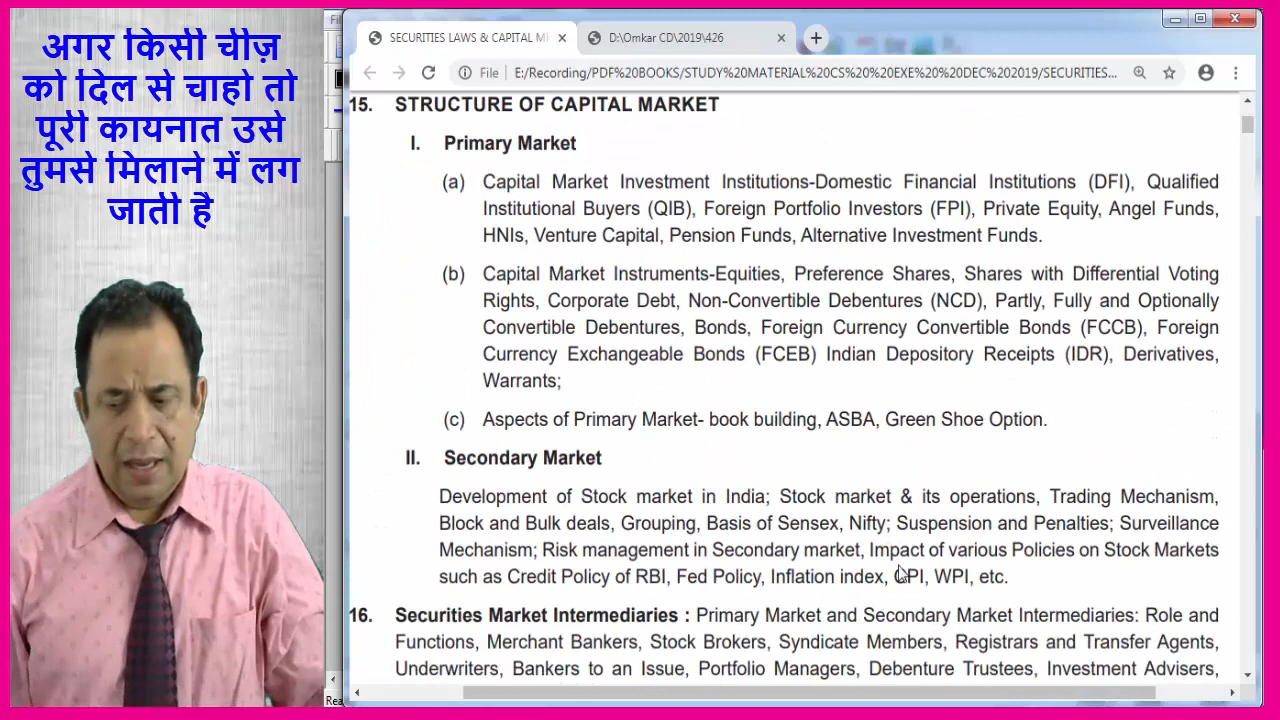 अगर किसी चीज़
को दिल से चाहो तो
पूरी कायनात उसे
तुमसे मिलाने में लग
जाती है
SECURITIES LAWS & CAPITAL M
D:\Omkar CD\2019\426
File
E:/Recording/PDF%20BOOKS/STUDY%20MATERIAL%20CS%20%20EXE%20%20DEC%202019/SECURITIES...
15. STRUCTURE OF CAPITAL MARKET
I. Primary Market
(a) Capital Market Investment Institutions-Domestic Financial Institutions (DFI), Qualified
Institutional Buyers (QIB), Foreign Portfolio Investors (FPI), Private Equity, Angel Funds,
HNIs, Venture Capital, Pension Funds, Alternative Investment Funds.
(b) Capital Market Instruments-Equities, Preference Shares, Shares with Differential Voting
Rights, Corporate Debt, Non-Convertible Debentures (NCD), Partly, Fully and Optionally
Convertible Debentures, Bonds, Foreign Currency Convertible Bonds (FCCB), Foreign
Currency Exchangeable Bonds (FCEB) Indian Depository Receipts (IDR), Derivatives,
Warrants;
(c) Aspects of Primary Market- book building, ASBA, Green Shoe Option.
II. Secondary Market
Development of Stock market in India; Stock market & its operations, Trading Mechanism,
Block and Bulk deals, Grouping, Basis of Sensex, Nifty; Suspension and Penalties; Surveillance
Mechanism; Risk management in Secondary market, Impact of various Policies on Stock Markets
such as Credit Policy of RBI, Fed Policy, Inflation index, CPI, WPI, etc.
16. Securities Market Intermediaries : Primary Market and Secondary Market Intermediaries: Role and
Functions, Merchant Bankers, Stock Brokers, Syndicate Members, Registrars and Transfer Agents,
Underwriters, Bankers to an Issue, Portfolio Managers, Debenture Trustees, Investment Advisers,